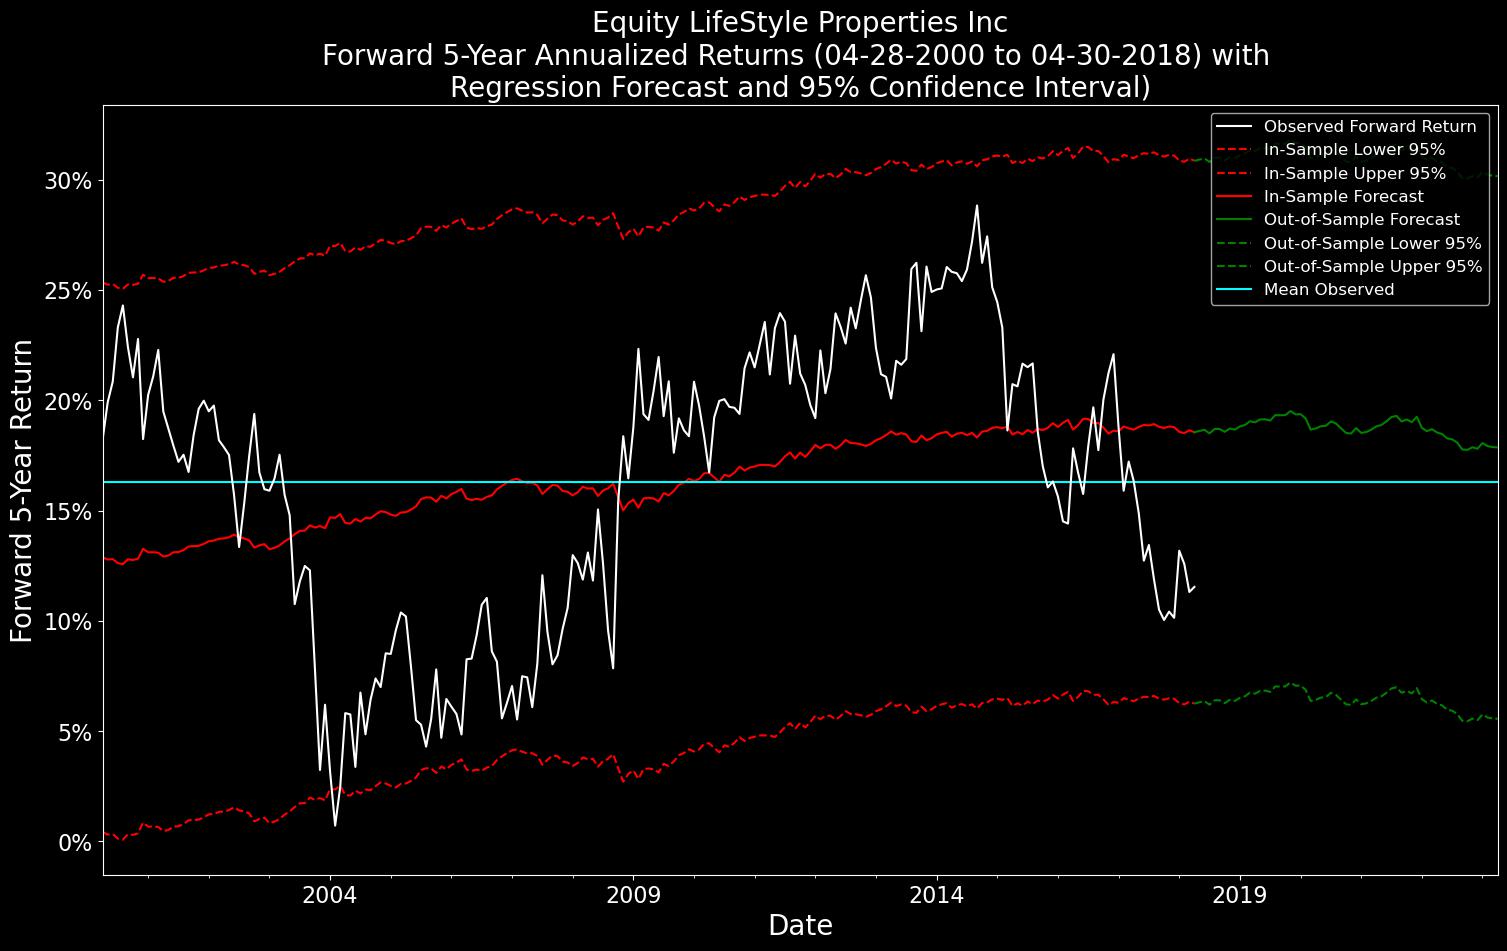 Equity LifeStyle Properties Inc
Forward 5-Year Annualized Returns (04-28-2000 to 04-30-2018) with
Regression Forecast and 95% Confidence Interval)
Observed Forward Return
In-Sample Lower 95%
In-Sample Upper 95%
In-Sample Forecast
Out-of-Sample Forecast
Out-of-Sample Lower 95%
Out-of-Sample Upper 95%
Mean Observed
Forward 5-Year Return
30%
25%
20%
15%
10%
5%
0%
2004
2009
2014
2019
Date